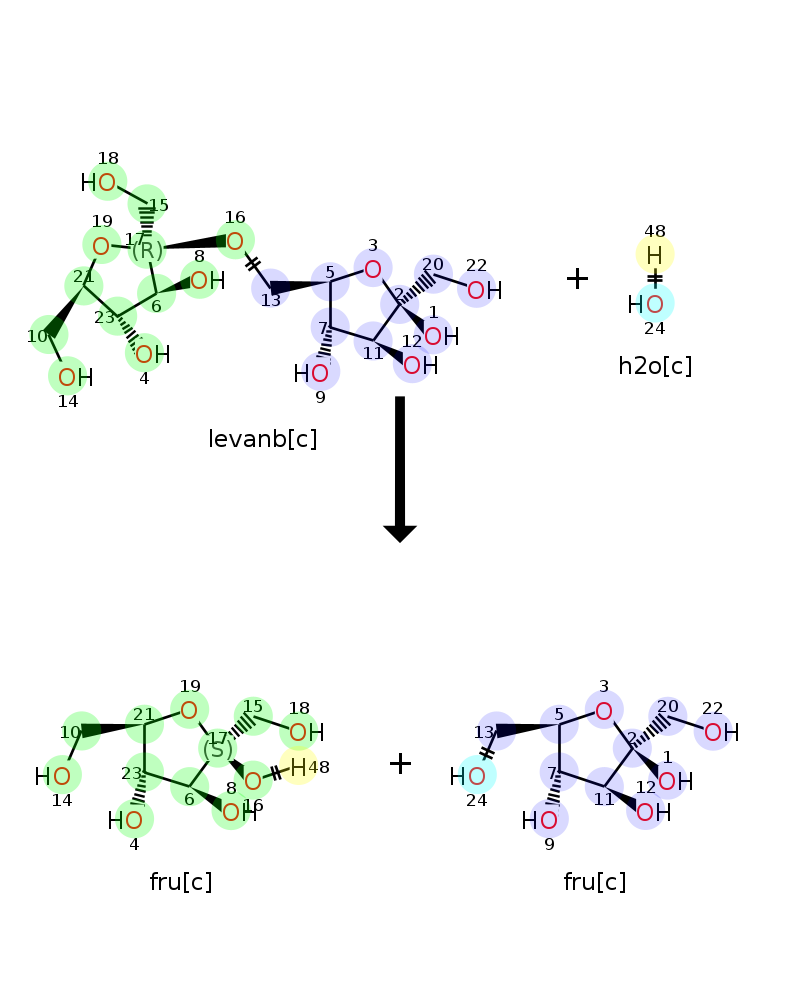 18
HO
15
19
O
17
(R)
16
O
8
OH
21
6
23
10
OH
4
OH
14
13
5
3
O
20
22
OH
2
1
OH
7
11
12
OH
HO
9
+
48
H
HO
24
levanb[c]
h2o[c]
19
O
15
18
OH
10
21
17
(S)
H 48
HO
14
23
6
8
O
16
OH
HO
4
fru[c]
+
3
O
20
22
OH
13
5
2
HO
24
7
11
1
OH
12
OH
HO
9
fru[c]